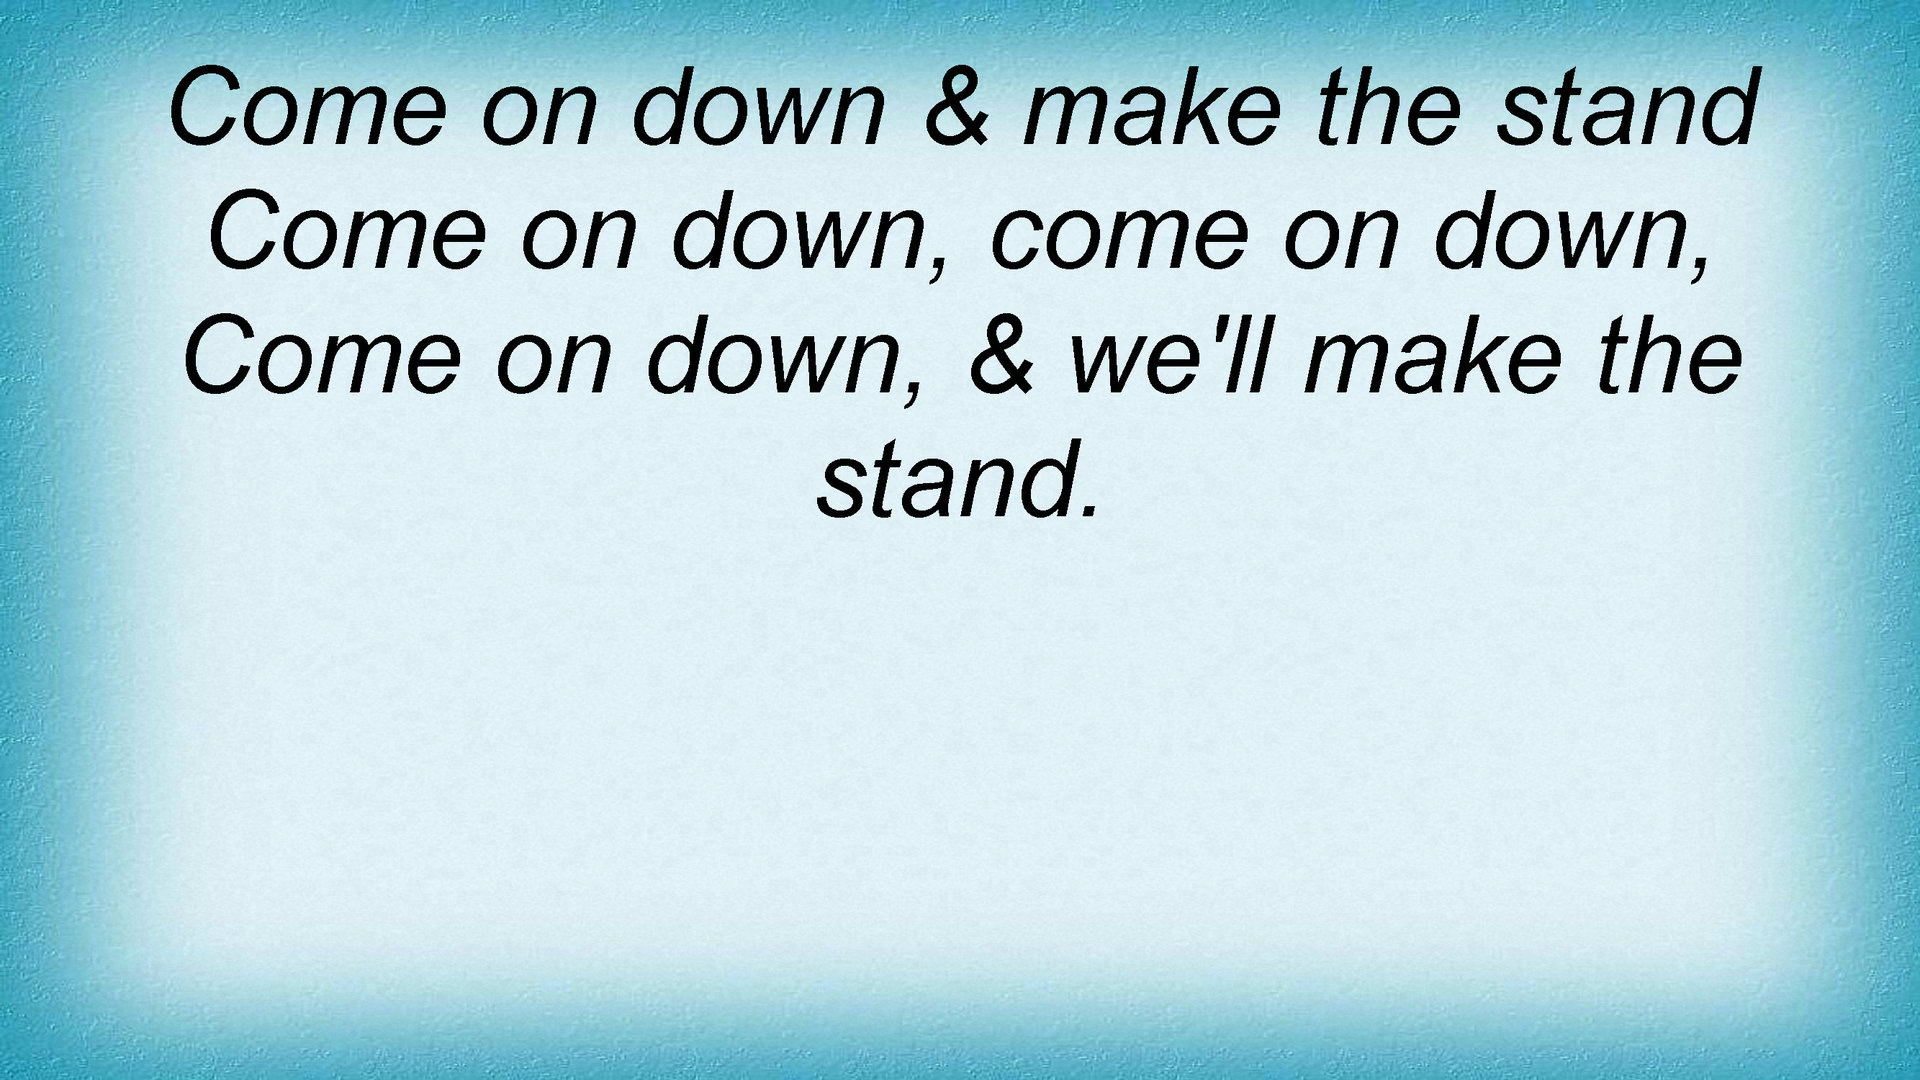 Come on down & make the stand
Come on down, come on down,
Come on down, & we'll make the
stand.